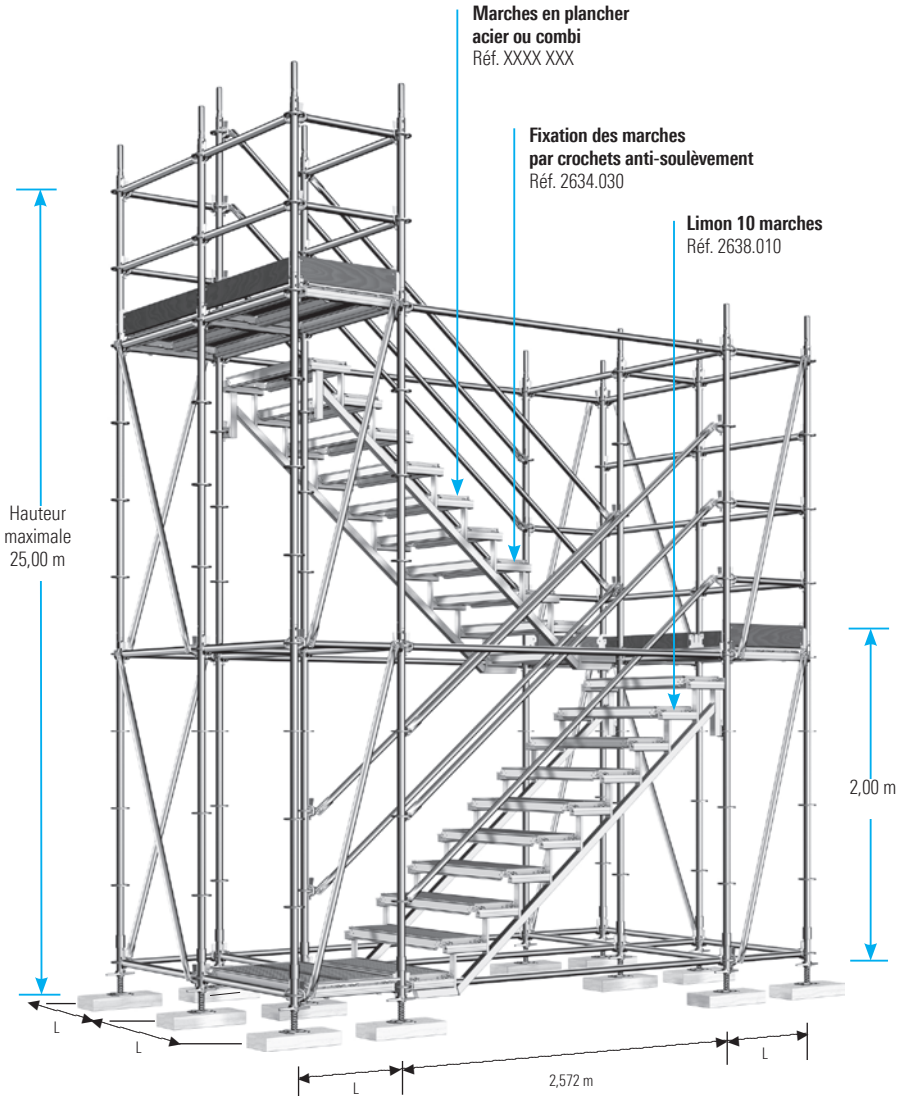 Marches en plancher
acier ou combi
Réf. XXXX XXX
Fixation des marches
par crochets anti-soulèvement
Réf. 2634.030
Limon 10 marches
Réf. 2638.010
Hauteur
maximale
25,00 m
2,00 m
L
L
L
2,572 m
L